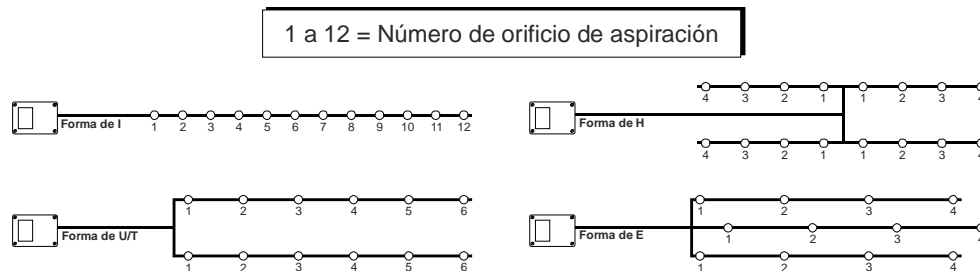 1 a 12 = Número de orificio de aspiración
4 3 2 1 1 2 3 4
Forma de I
1 2 3 4 5 6 7 8 9 10 11 12
Forma de H
4 3 2 1 1 2 3 4
1 2 3 4 5 6
Forma de U/T
1 2 3 4 5 6
1 2 3 4
Forma de E
1 2 3 4
1 2 3 4